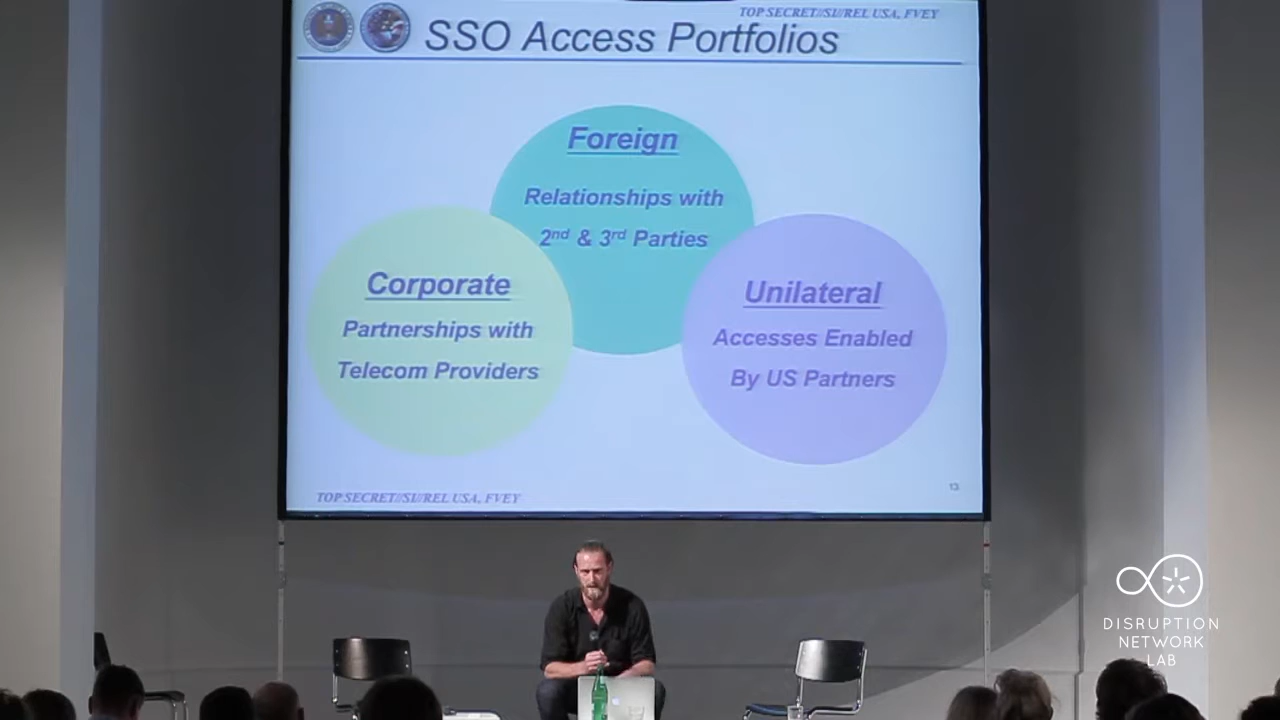 TOP SECRET//SI//REL USA, FVEY
SSO Access Portfolios
Foreign
Relationships with
2nd & 3rd Parties
Corporate
Partnerships with
Telecom Providers
Unilateral
Accesses Enabled
By US Partners
13
TOP SECRET//SI//REL USA, FVEY
DISRUPTION
NETWORK
LAB